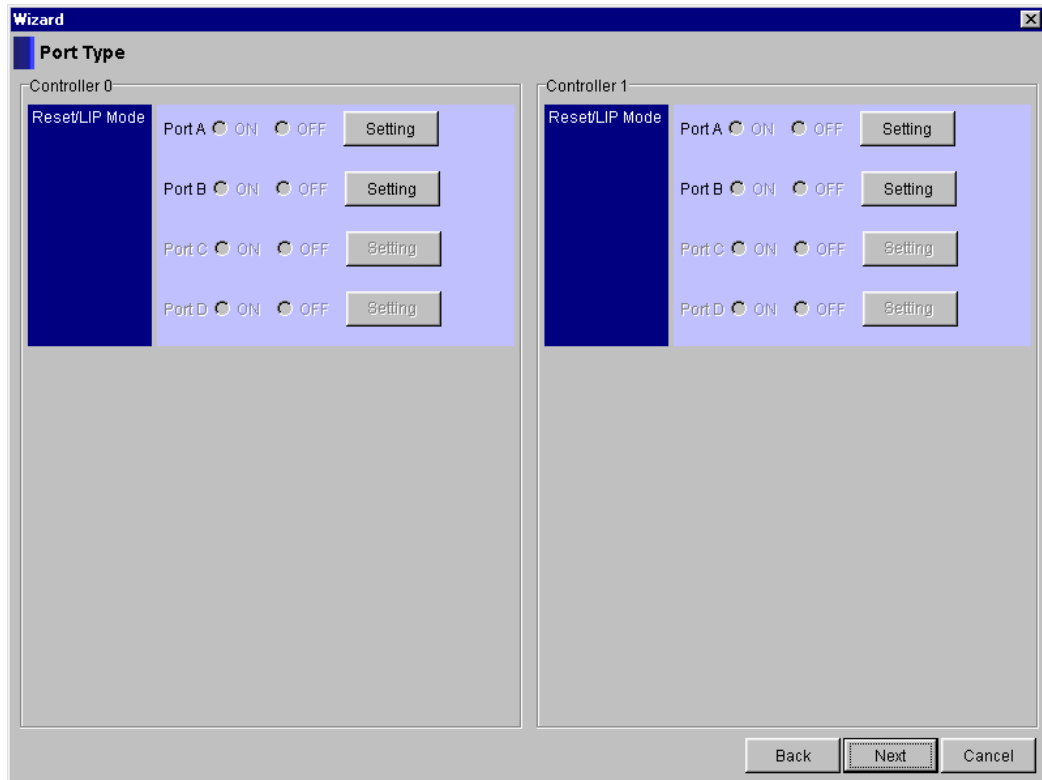 Wizard
Port Type
Controller 0
Reset/LIP Mode
Port A ON OFF Setting
Port B ON OFF Setting
Port C ON OFF Setting
Port D ON OFF Setting
Controller 1
Reset/LIP Mode
Port A ON OFF Setting
Port B ON OFF Setting
Port C ON OFF Setting
Port D ON OFF Setting
Back Next Cancel